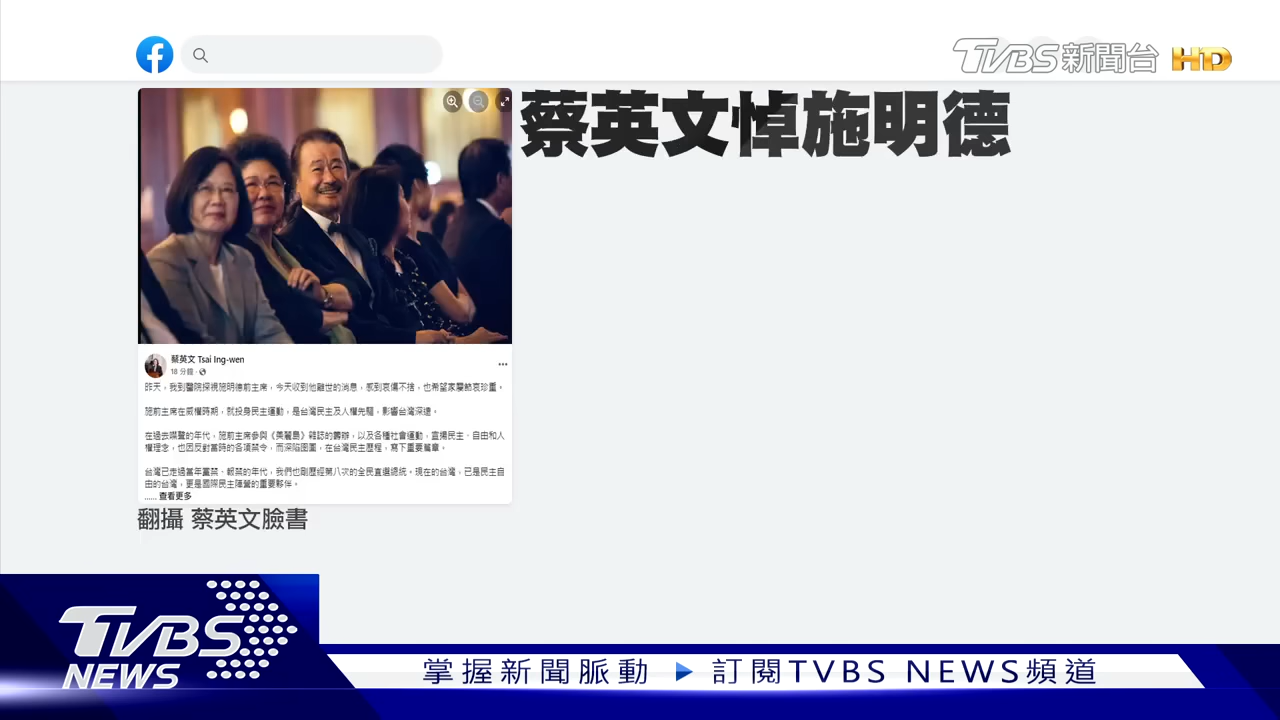 TVBS新聞台 HD
蔡英文悼施明德
蔡英文 Tsai Ing-wen
18 分鐘
昨天，我到醫院探視施明德前主席，今天收到他離世的消息，感到哀傷不捨，也希望家屬節哀珍重。
施前主席在威權時期，就投身民主運動，是台灣民主及人權先驅，影響台灣深遠。
在過去噤聲的年代，施前主席參與《美麗島》雜誌的籌辦，以及各種社會運動，宣揚民主、自由和人
權理念，也因反對當時的各項禁令，而深陷囹圄，在台灣民主歷程，寫下重要篇章。
台灣已走過當年黨禁、報禁的年代，我們也剛歷經第八次的全民直選總統。現在的台灣，已是民主自
由的台灣，更是國際民主陣營的重要夥伴。
...... 查看更多
翻攝 蔡英文臉書
TVBS
NEWS
掌握新聞脈動 ▶ 訂閱TVBS NEWS頻道